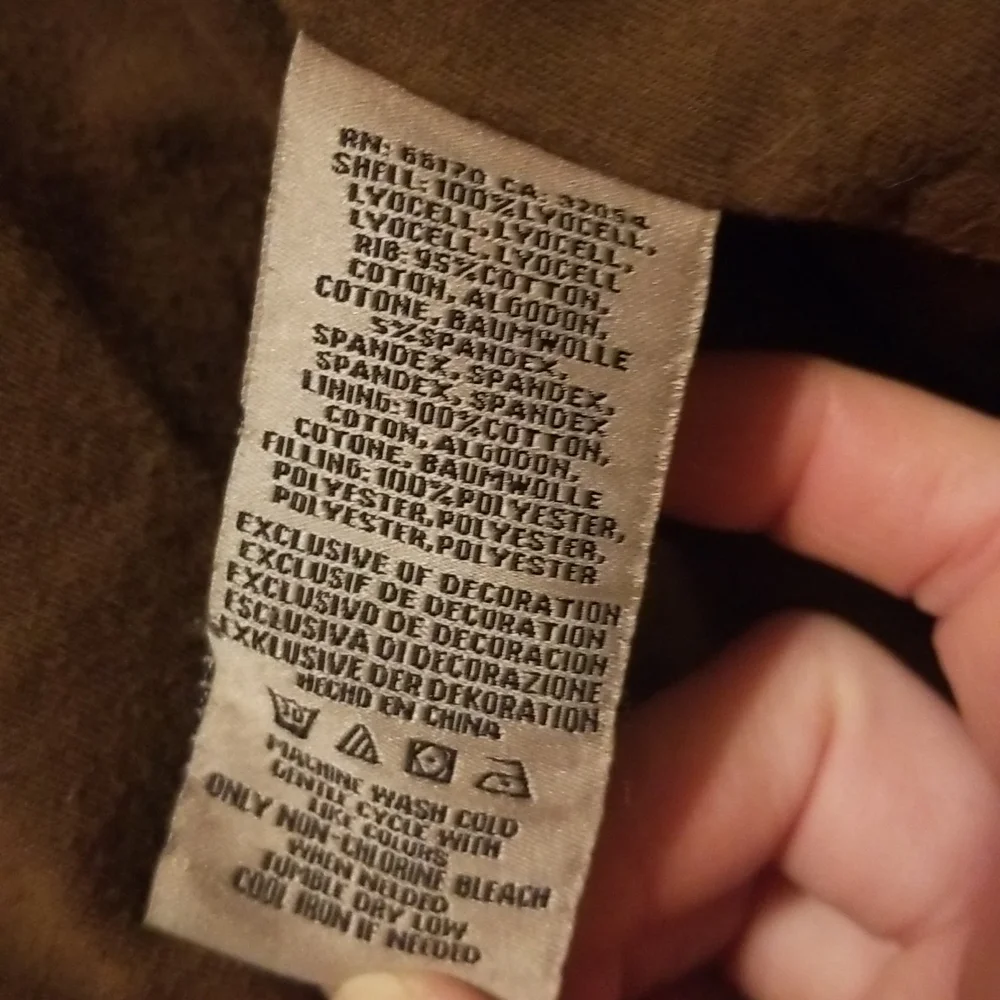 RN: 66170 CA: 32054
SHELL: 100% LYOCELL,
LYOCELL, LYOCELL,
LYOCELL, LYOCELL
RIB: 95% COTTON,
COTON, ALGODON,
COTONE, BAUMWOLLE
5% SPANDEX,
SPANDEX, SPANDEX,
SPANDEX, SPANDEX
LINING: 100% COTTON,
COTON, ALGODON,
COTONE, BAUMWOLLE
FILLING: 100% POLYESTER,
POLYESTER, POLYESTER,
POLYESTER, POLYESTER
EXCLUSIVE OF DECORATION
EXCLUSIF DE DECORATION
EXCLUSIVO DE DECORACION
ESCLUSIVA DI DECORAZIONE
EXKLUSIVE DER DEKORATION
HECHO EN CHINA
30
MACHINE WASH COLD
GENTLE CYCLE WITH
LIKE COLORS
ONLY NON-CHLORINE BLEACH
WHEN NEEDED
TUMBLE DRY LOW
COOL IRON IF NEEDED